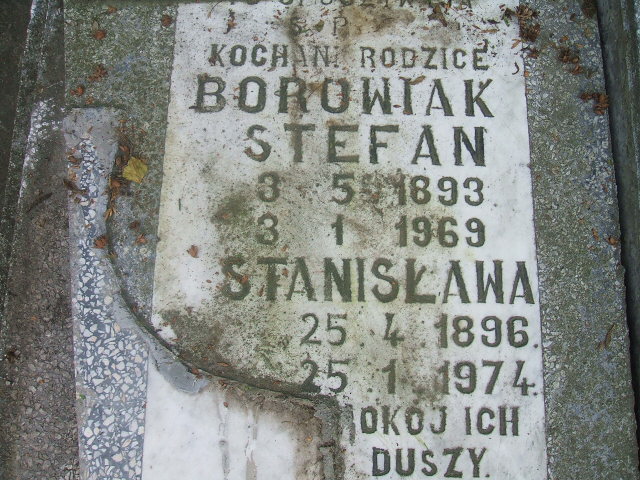 SPOCZYWAJĄ
Ś. P.
KOCHANI RODZICE
BOROWIAK
STEFAN
3 5 1893
3 1 1969
STANISŁAWA
25 4 1896.
25 1 1974.
OKOJ ICH
DUSZY.